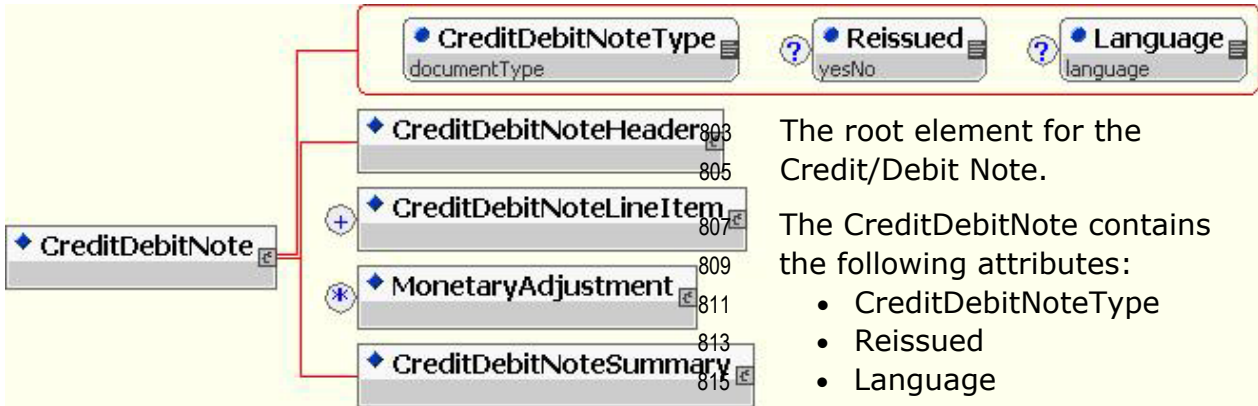 CreditDebitNoteType
documentType
? Reissued
yesNo
? Language
language
CreditDebitNoteHeader
803 The root element for the
805 Credit/Debit Note.
+ CreditDebitNoteLineItem
807 The CreditDebitNote contains
CreditDebitNote
809 the following attributes:
* MonetaryAdjustment
811 • CreditDebitNoteType
813 • Reissued
CreditDebitNoteSummary
815 • Language